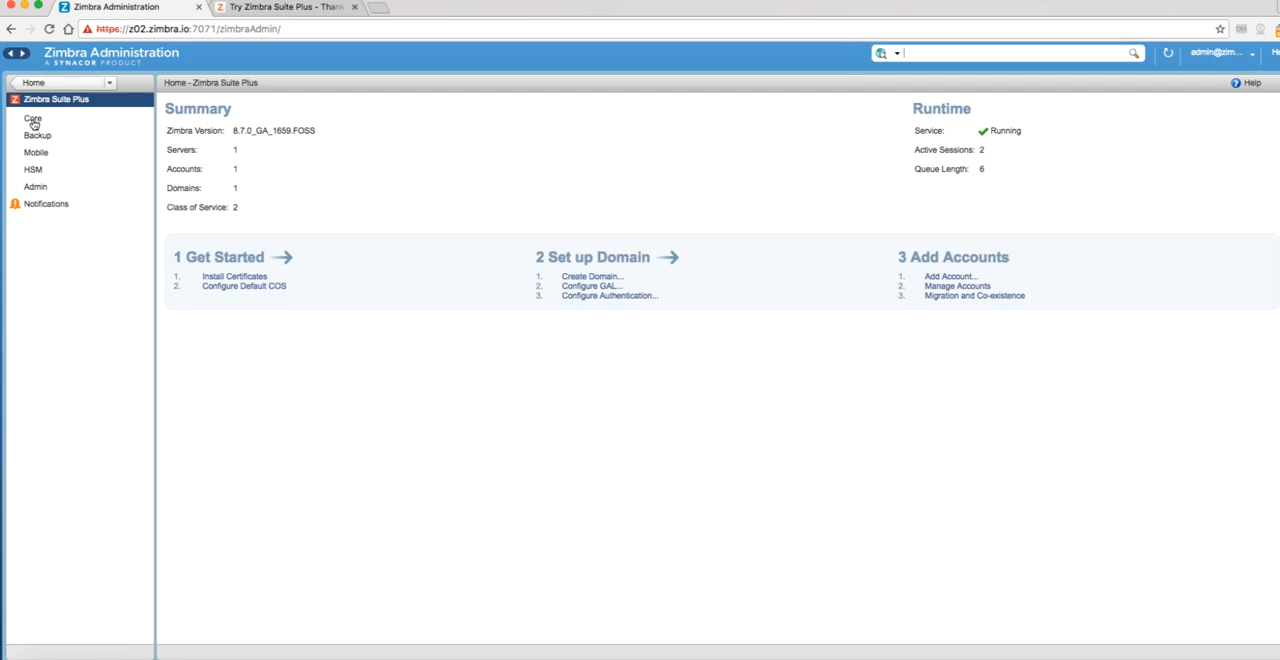 Zimbra Administration
Try Zimbra Suite Plus - Thank
https://z02.zimbra.io:7071/zimbraAdmin/
Zimbra Administration
A SYNACOR PRODUCT
admin@zim...
He
Home
Home - Zimbra Suite Plus
Help
Zimbra Suite Plus
Core
Backup
Mobile
HSM
Admin
Notifications
Summary
Zimbra Version: 8.7.0_GA_1659.FOSS
Servers: 1
Accounts: 1
Domains: 1
Class of Service: 2
Runtime
Service: Running
Active Sessions: 2
Queue Length: 6
1 Get Started
1. Install Certificates
2. Configure Default COS
2 Set up Domain
1. Create Domain...
2. Configure GAL...
3. Configure Authentication...
3 Add Accounts
1. Add Account...
2. Manage Accounts
3. Migration and Co-existence